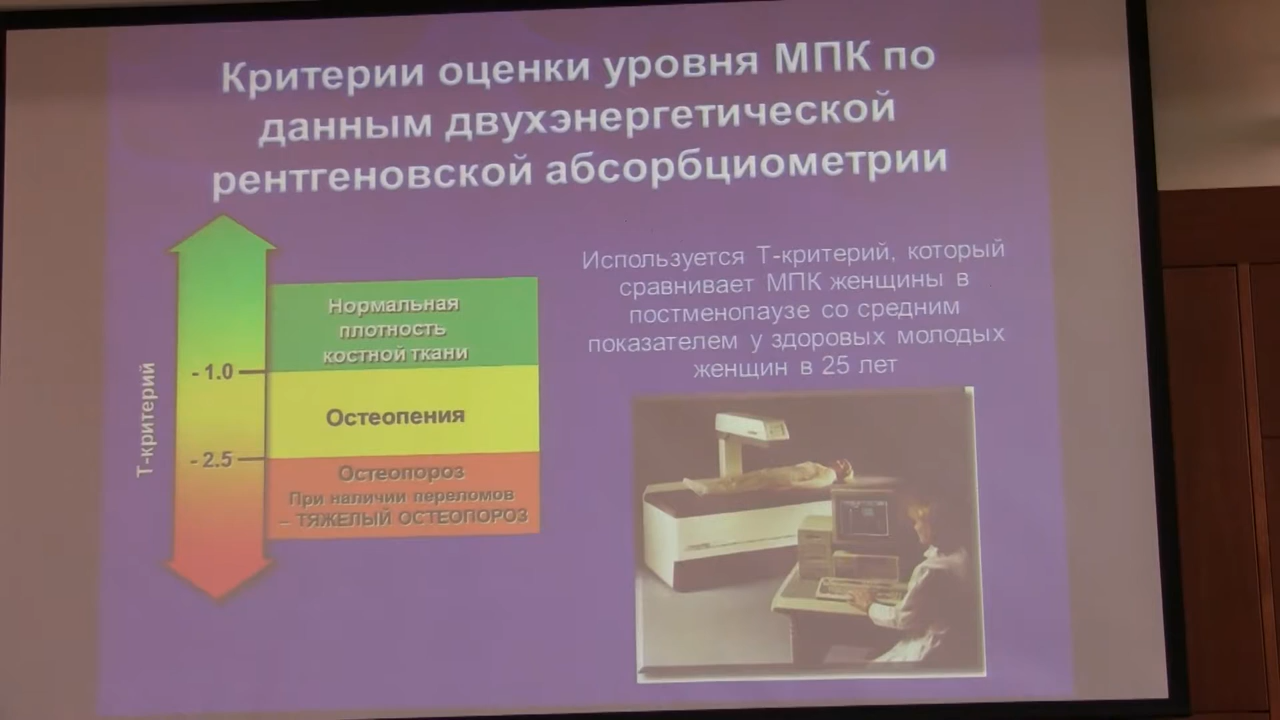 Критерии оценки уровня МПК по
данным двухэнергетической
рентгеновской абсорбциометрии
Т-критерий
- 1.0
- 2.5
Нормальная
плотность
костной ткани
Остеопения
Остеопороз
При наличии переломов
– ТЯЖЕЛЫЙ ОСТЕОПОРОЗ
Используется Т-критерий, который
сравнивает МПК женщины в
постменопаузе со средним
показателем у здоровых молодых
женщин в 25 лет